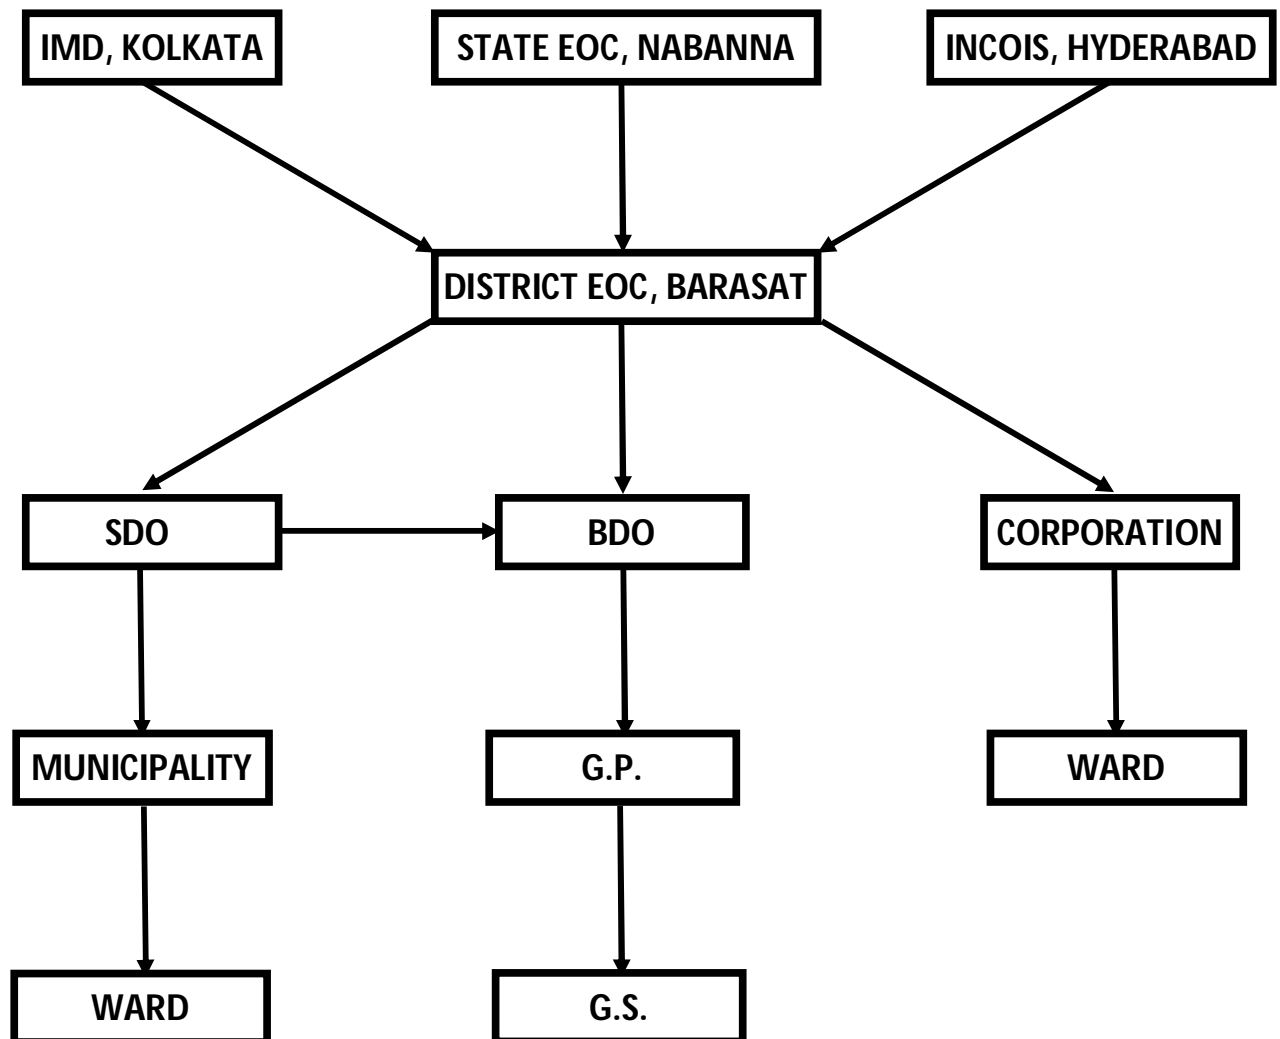 IMD, KOLKATA
STATE EOC, NABANNA
INCOIS, HYDERABAD
DISTRICT EOC, BARASAT
SDO
BDO
CORPORATION
MUNICIPALITY
G.P.
WARD
WARD
G.S.